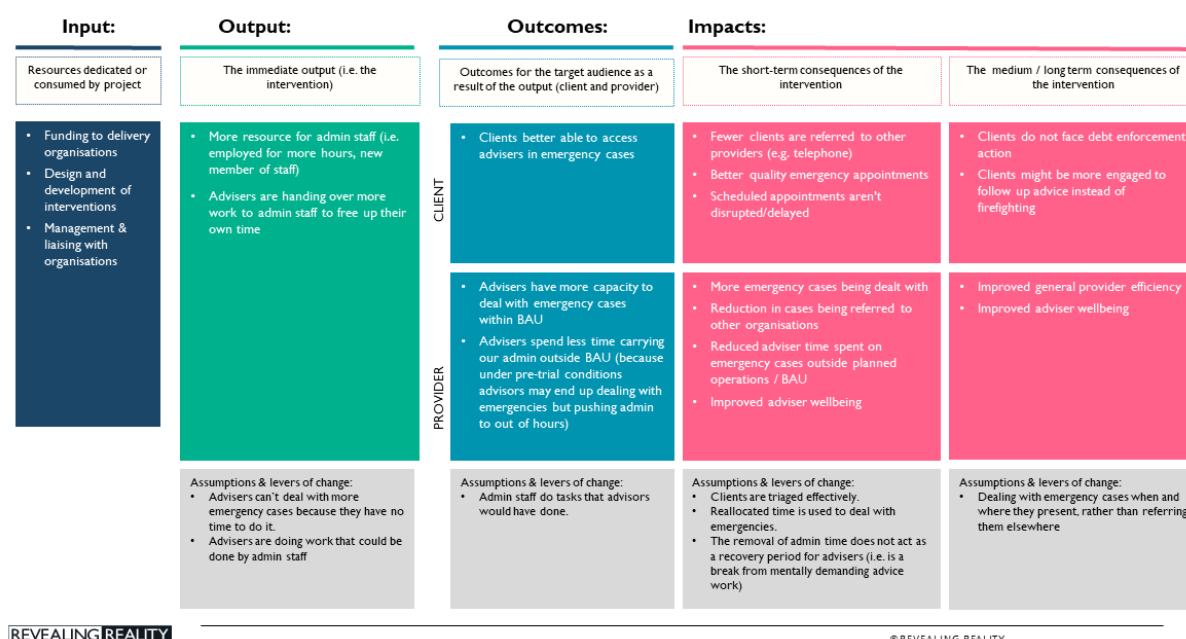 Input:
Output:
Outcomes:
Impacts:
Resources dedicated or
consumed by project
The immediate output (i.e. the
intervention)
Outcomes for the target audience as a
result of the output (client and provider)
The short-term consequences of the
intervention
The medium / long term consequences of
the intervention
• Funding to delivery
organisations
• Design and
development of
interventions
• Management &
liaising with
organisations
• More resource for admin staff (i.e.
employed for more hours, new
member of staff)
• Advisers are handing over more
work to admin staff to free up their
own time
CLIENT
• Clients better able to access
advisers in emergency cases
• Fewer clients are referred to other
providers (e.g. telephone)
• Better quality emergency appointments
• Scheduled appointments aren't
disrupted/delayed
• Clients do not face debt enforcement
action
• Clients might be more engaged to
follow up advice instead of
firefighting
PROVIDER
• Advisers have more capacity to
deal with emergency cases
within BAU
• Advisers spend less time carrying
our admin outside BAU (because
under pre-trial conditions
advisors may end up dealing with
emergencies but pushing admin
to out of hours)
• More emergency cases being dealt with
• Reduction in cases being referred to
other organisations
• Reduced adviser time spent on
emergency cases outside planned
operations / BAU
• Improved adviser wellbeing
• Improved general provider efficiency
• Improved adviser wellbeing
Assumptions & levers of change:
• Advisers can't deal with more
emergency cases because they have no
time to do it.
• Advisers are doing work that could be
done by admin staff
Assumptions & levers of change:
• Admin staff do tasks that advisors
would have done.
Assumptions & levers of change:
• Clients are triaged effectively.
• Reallocated time is used to deal with
emergencies.
• The removal of admin time does not act as
a recovery period for advisers (i.e. is a
break from mentally demanding advice
work)
Assumptions & levers of change:
• Dealing with emergency cases when and
where they present, rather than referring
them elsewhere
REVEALING REALITY
©REVEALING REALITY